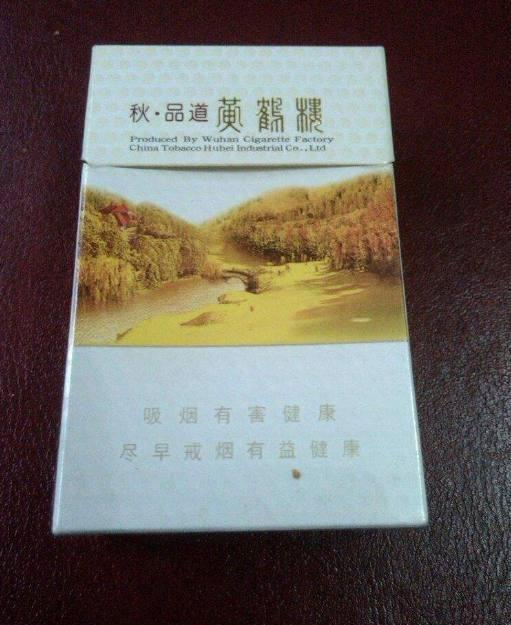 秋·品道 黄鹤楼
Produced By Wuhan Cigarette Factory
China Tobacco Hubei Industrial Co.,Ltd
吸烟有害健康
尽早戒烟有益健康